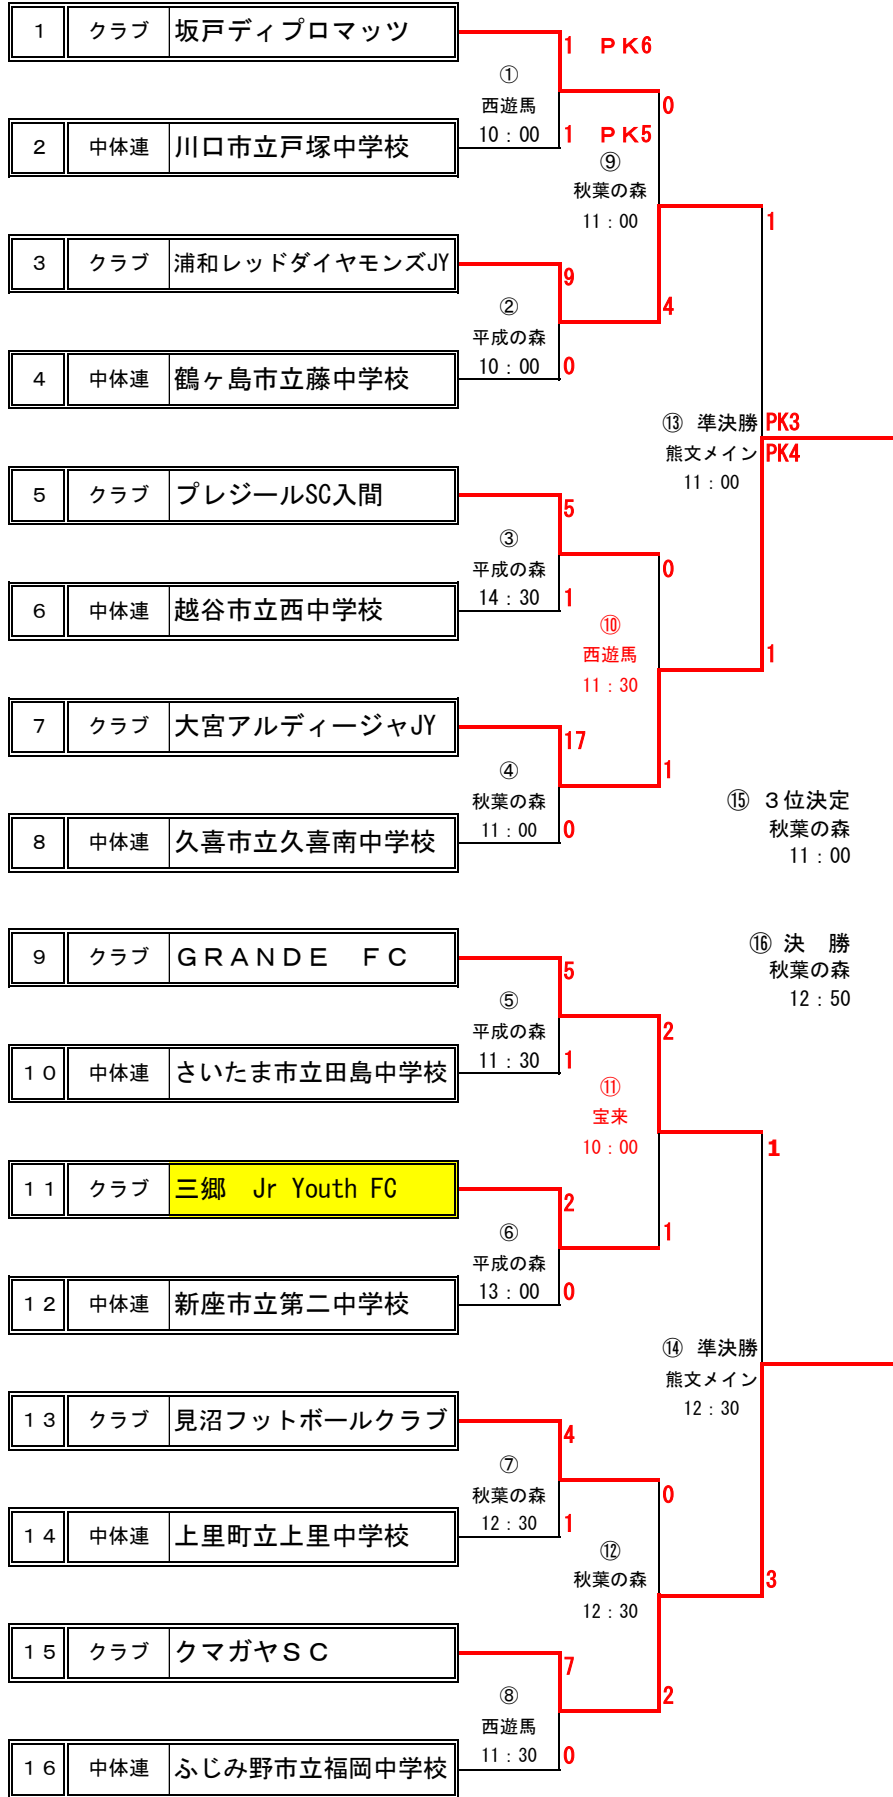 1 クラブ 坂戸ディプロマッツ
1 ＰＫ6
①
西遊馬
10：00
0
1 ＰＫ5
2 中体連 川口市立戸塚中学校
⑨
秋葉の森
11：00
1
3 クラブ 浦和レッドダイヤモンズJY
9
②
平成の森
10：00
4
0
4 中体連 鶴ヶ島市立藤中学校
⑬ 準決勝
熊文メイン
11：00
PK3
PK4
5 クラブ プレジールSC入間
5
③
平成の森
14：30
0
1
6 中体連 越谷市立西中学校
⑩
西遊馬
11：30
1
7 クラブ 大宮アルディージャJY
17
④
秋葉の森
11：00
1
0
8 中体連 久喜市立久喜南中学校
⑮ ３位決定
秋葉の森
11：00
9 クラブ ＧＲＡＮＤＥ　ＦＣ
5
⑯ 決　勝
秋葉の森
12：50
⑤
平成の森
11：30
2
1
１０ 中体連 さいたま市立田島中学校
⑪
宝来
10：00
1
１１ クラブ 三郷　Jr Youth FC
2
⑥
平成の森
13：00
1
0
１２ 中体連 新座市立第二中学校
⑭ 準決勝
熊文メイン
12：30
１３ クラブ 見沼フットボールクラブ
4
⑦
秋葉の森
12：30
0
1
１４ 中体連 上里町立上里中学校
⑫
秋葉の森
12：30
3
１５ クラブ クマガヤＳＣ
7
⑧
西遊馬
11：30
2
0
１６ 中体連 ふじみ野市立福岡中学校